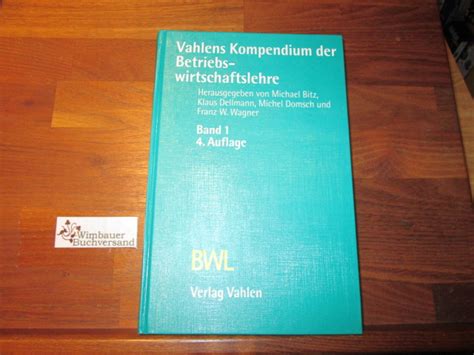 Vahlens Kompendium der
Betriebs-
wirtschaftslehre
Herausgegeben von Michael Bitz,
Klaus Dellmann, Michel Domsch und
Franz W. Wagner
Band 1
4. Auflage
BWL
Verlag Vahlen
Wimbauer
Buchversand